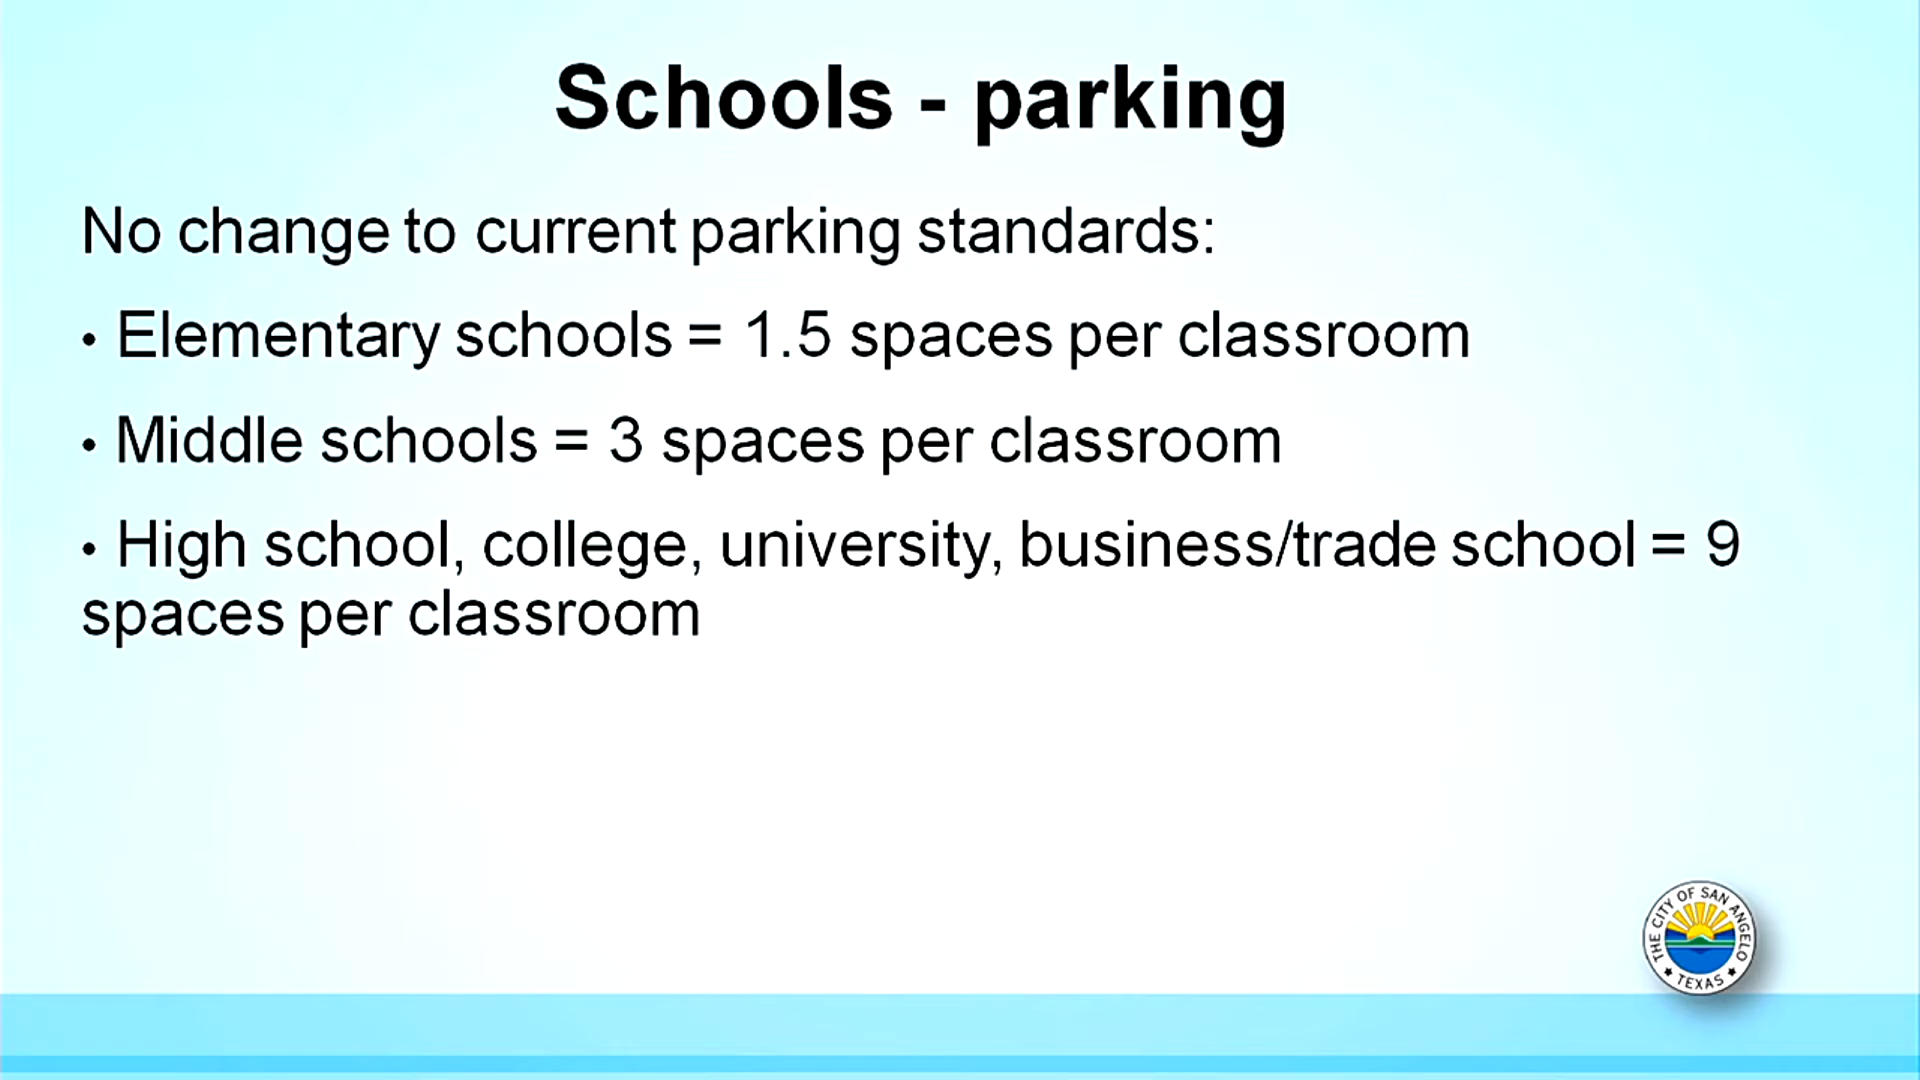 Schools - parking
No change to current parking standards:
• Elementary schools = 1.5 spaces per classroom
• Middle schools = 3 spaces per classroom
• High school, college, university, business/trade school = 9
spaces per classroom
THE CITY OF SAN ANGELO
★ TEXAS ★